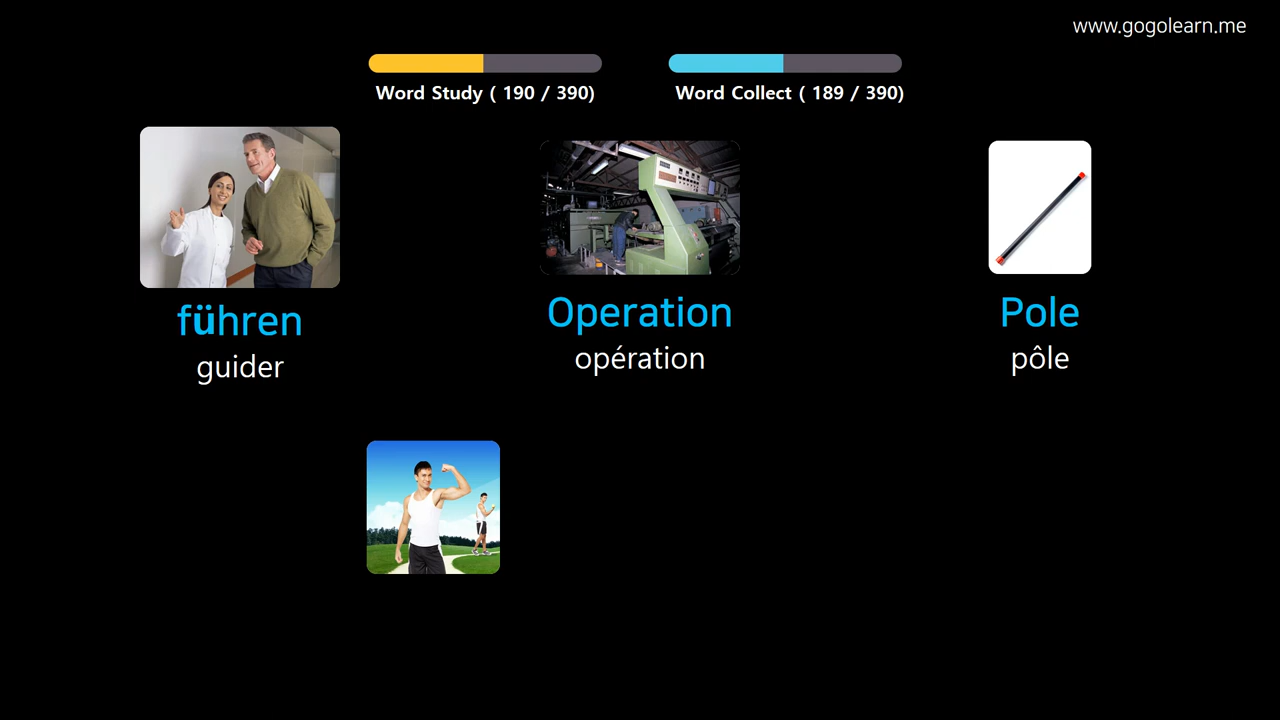 www.gogolearn.me
Word Study ( 190 / 390)
Word Collect ( 189 / 390)
führen
guider
Operation
opération
Pole
pôle